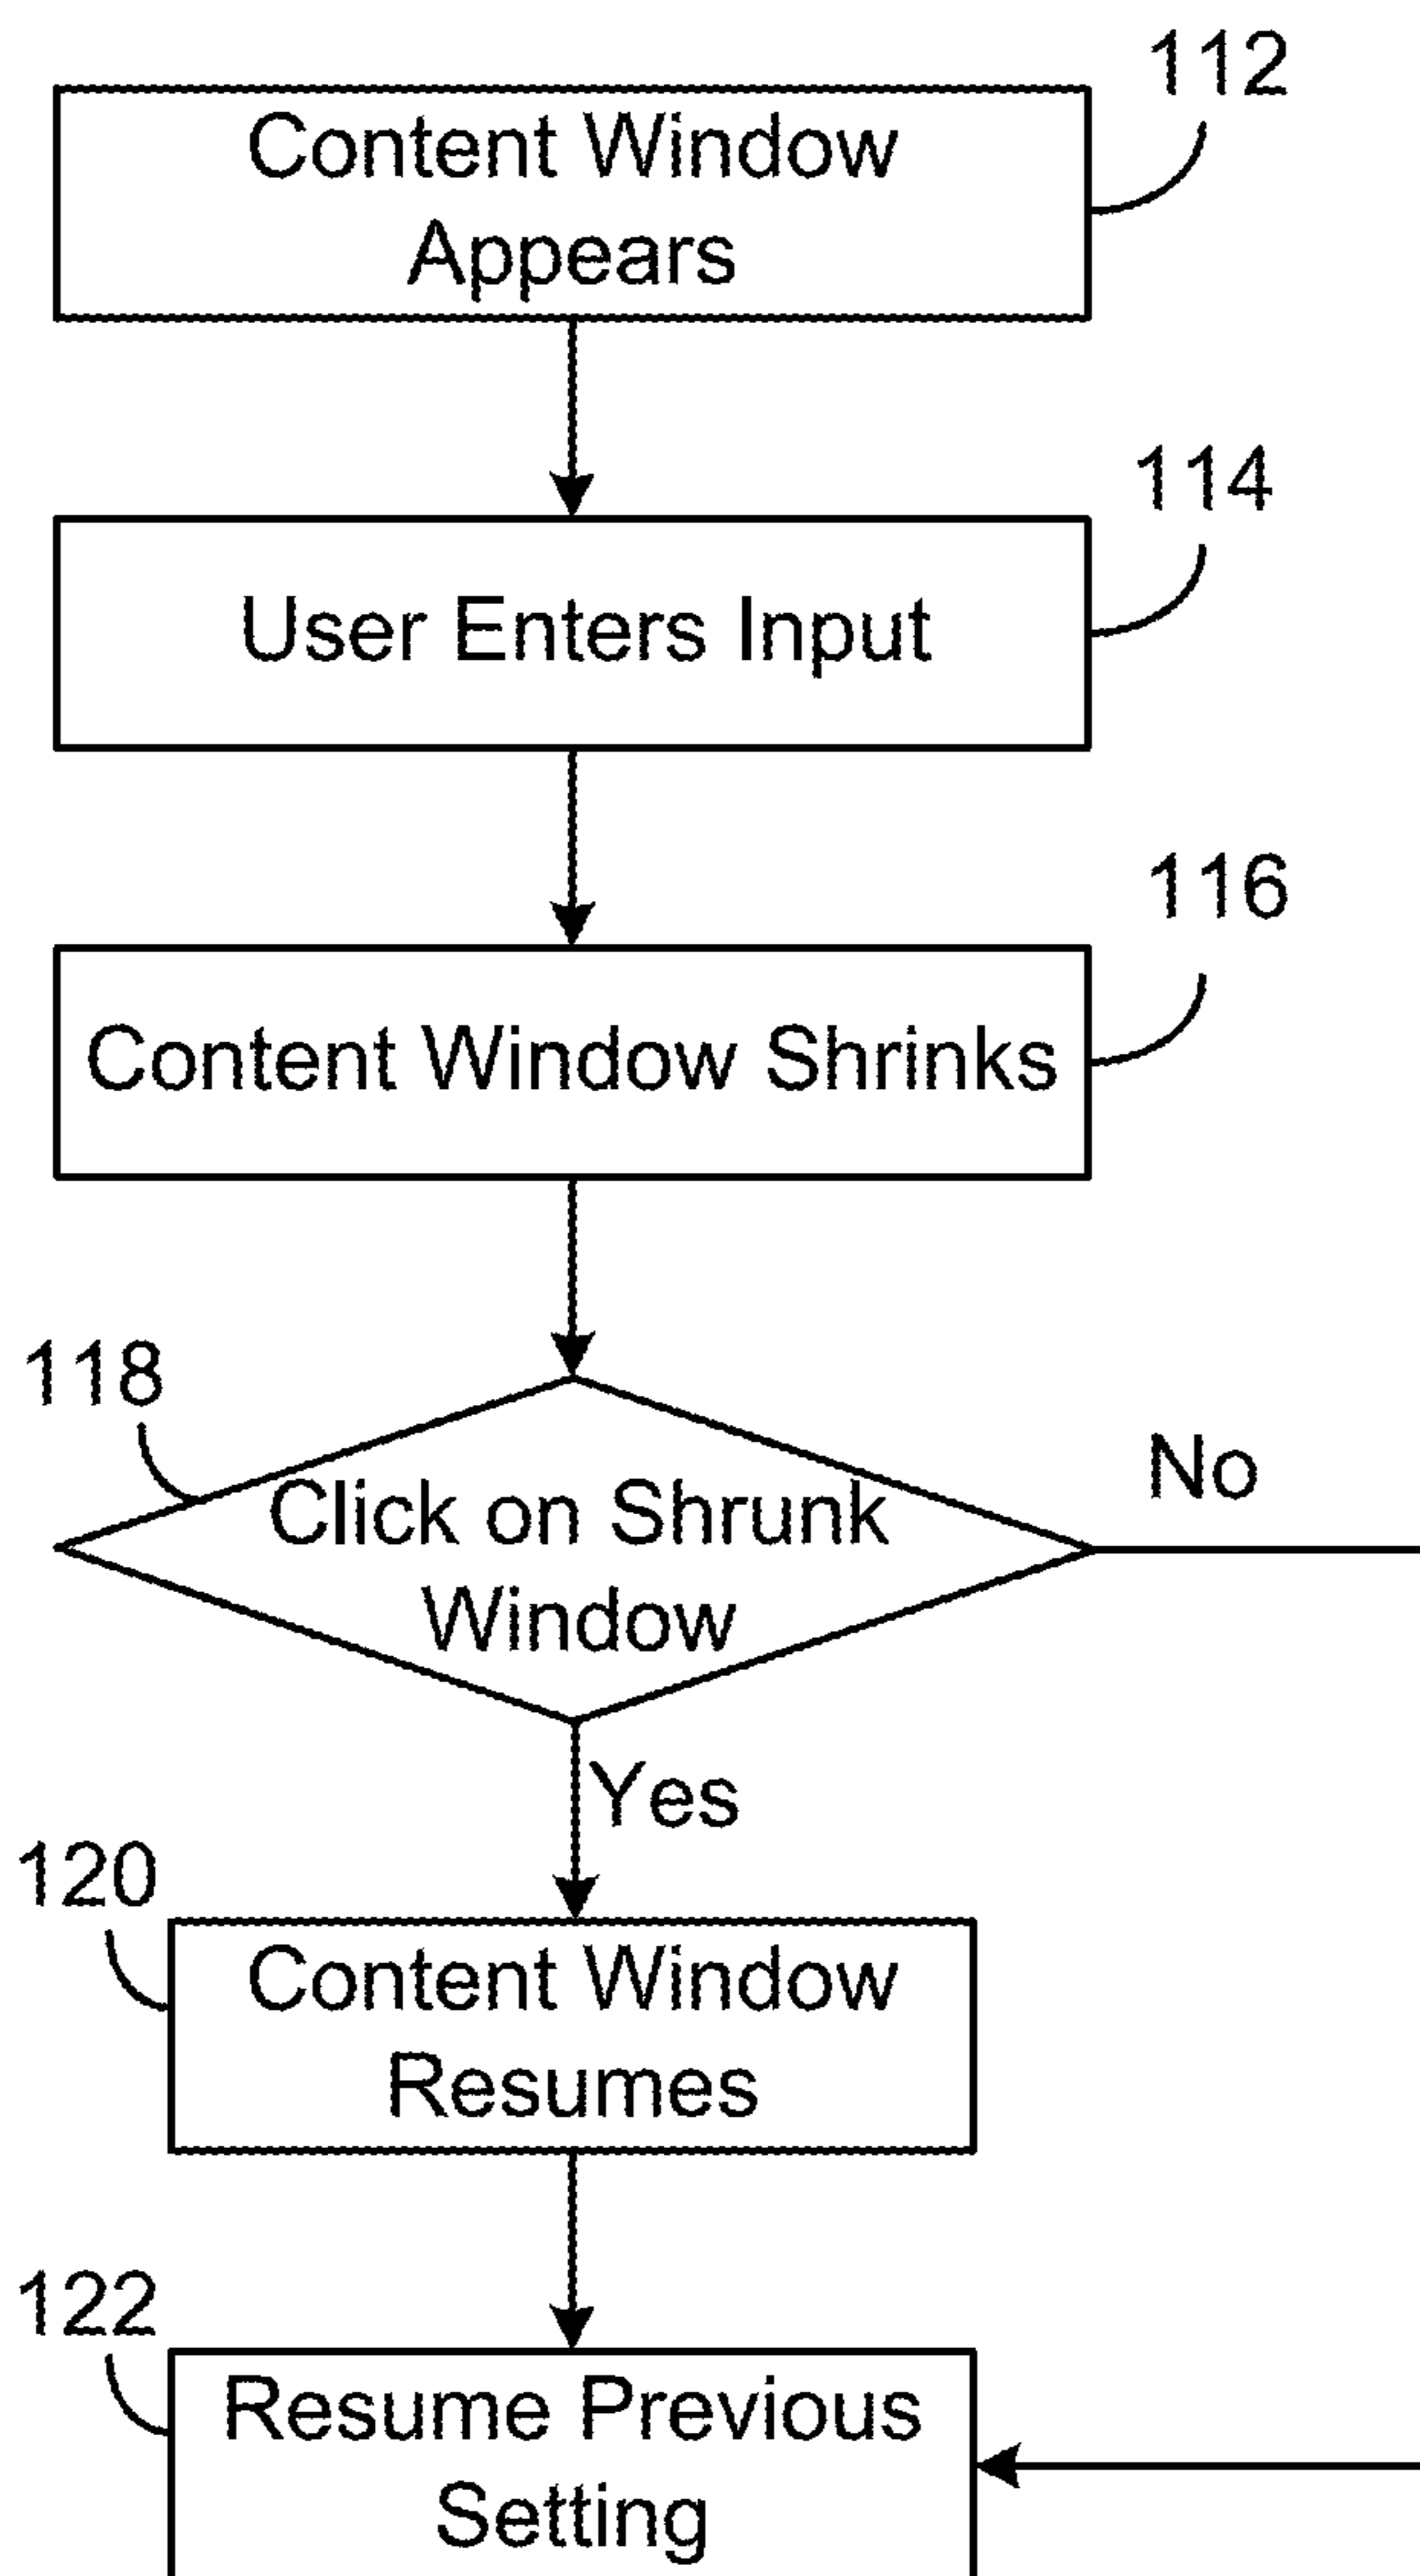 112
Content Window
Appears
114
User Enters Input
116
Content Window Shrinks
118
No
Click on Shrunk
Window
Yes
120
Content Window
Resumes
122
Resume Previous
Setting